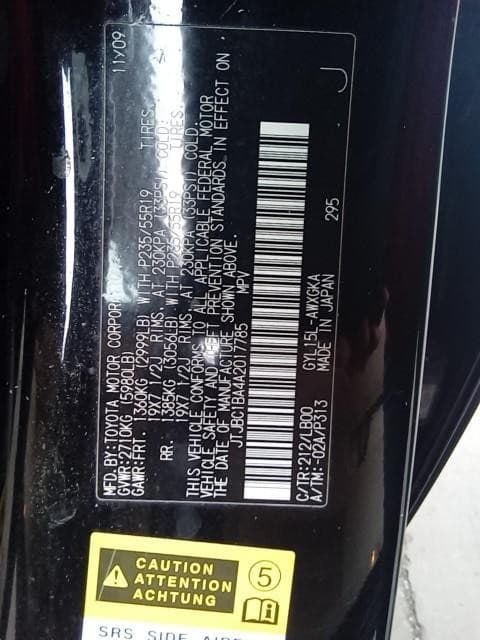 MFD.BY:TOYOTA MOTOR CORPORATION 11/09
GVWR:2710KG (5980LB)
GAWR:FRT. 1360KG (2999LB) WITH P235/55R19 TIRES,
19X7 1/2J RIMS, AT 230KPA (33PSI) COLD.
RR. 1385KG (3056LB) WITH P235/55R19 TIRES,
19X7 1/2J RIMS, AT 230KPA (33PSI) COLD.
THIS VEHICLE CONFORMS TO ALL APPLICABLE FEDERAL MOTOR
VEHICLE SAFETY AND THEFT PREVENTION STANDARDS IN EFFECT ON
THE DATE OF MANUFACTURE SHOWN ABOVE.
JTJBC1BA4A2017785 MPV
J
C/TR:212/LB00 GYL15L-AWXGKA
A/TM:-02A/P313 MADE IN JAPAN 295
CAUTION
ATTENTION
ACHTUNG
5
SRS SIDE